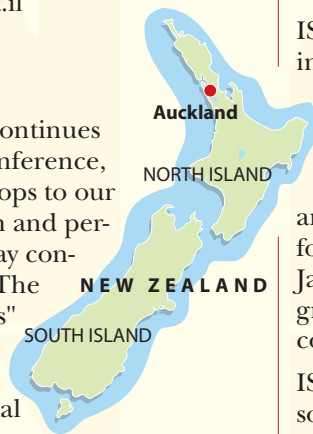 ontinues
nference,
ops to our
n and per-
ay con-
The
s"
al
Auckland
NORTH ISLAND
NEW ZEALAND
SOUTH ISLAND
IS
in
an
fo
Ja
gr
co
IS
so